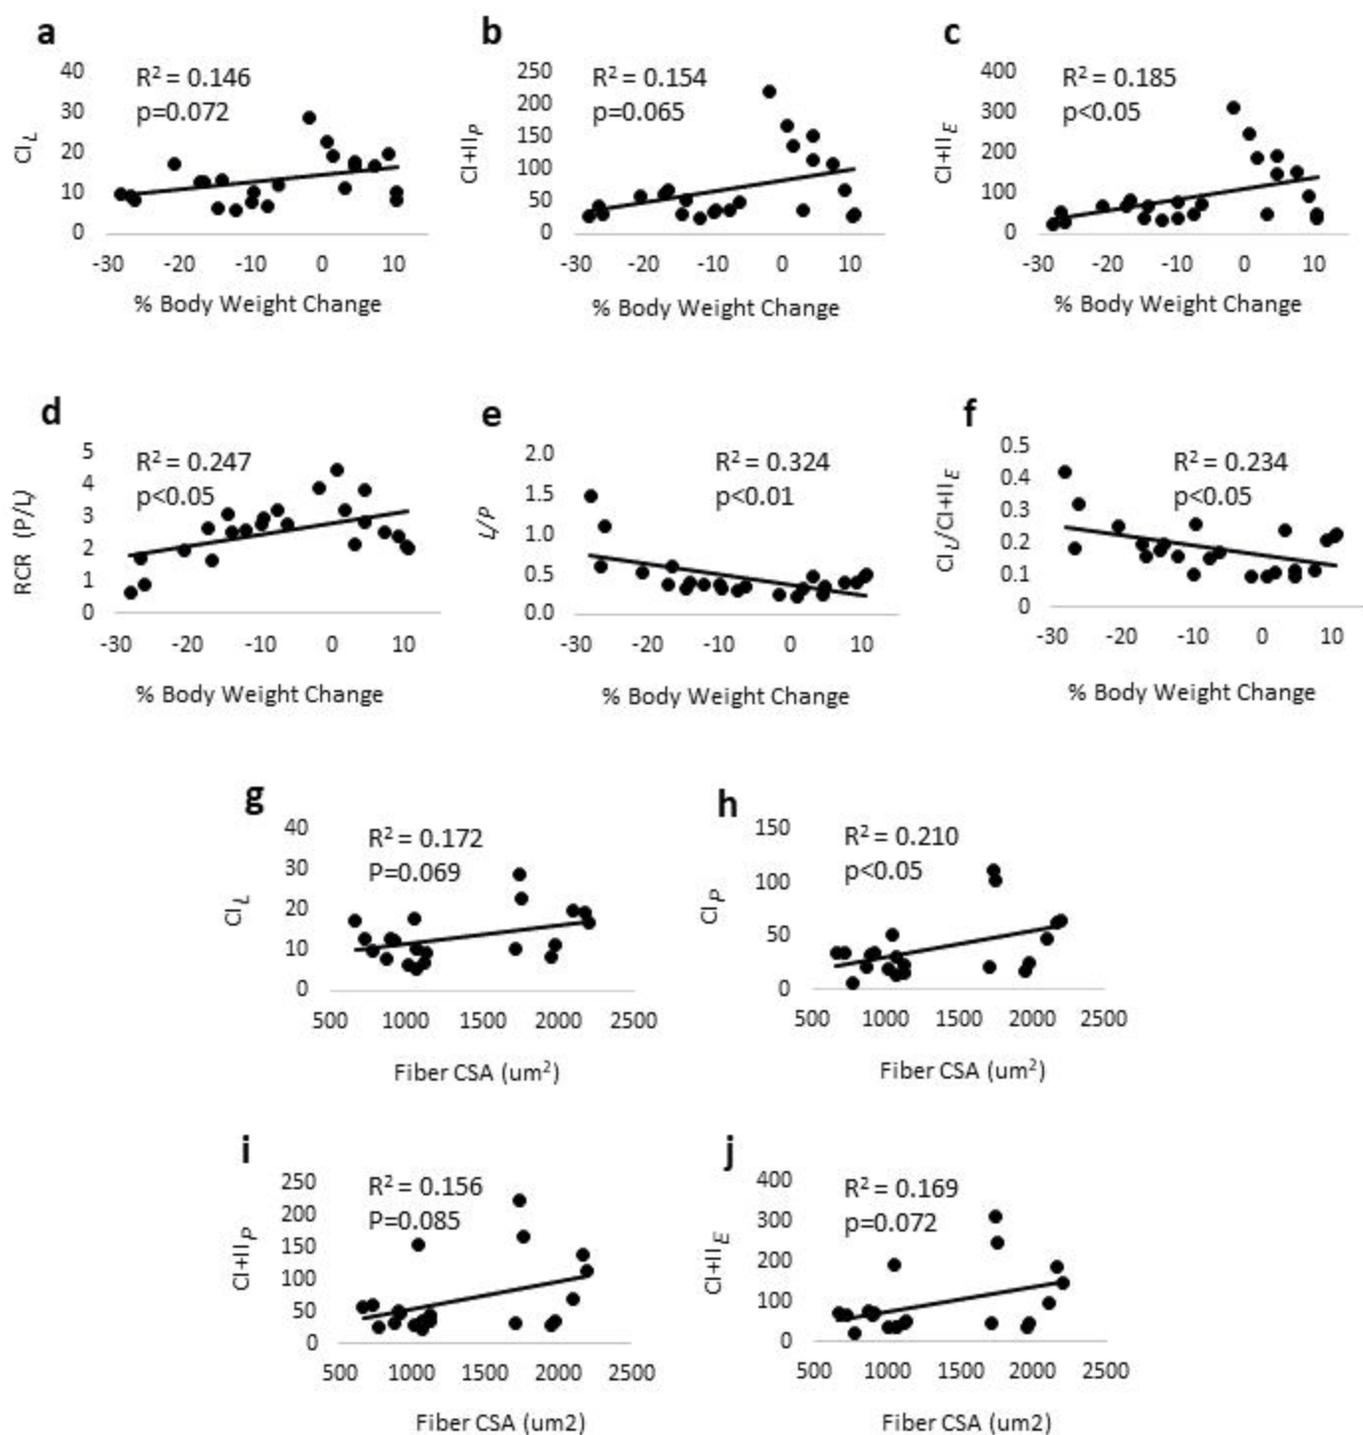 a
R² = 0.146
p=0.072
CI_L
40
30
20
10
0
-30 -20 -10 0 10
% Body Weight Change
b
R² = 0.154
p=0.065
CI+II_P
250
200
150
100
50
0
-30 -20 -10 0 10
% Body Weight Change
c
R² = 0.185
p<0.05
CI+II_E
400
300
200
100
0
-30 -20 -10 0 10
% Body Weight Change
d
R² = 0.247
p<0.05
RCR (P/L)
5
4
3
2
1
0
-30 -20 -10 0 10
% Body Weight Change
e
R² = 0.324
p<0.01
L/P
2.0
1.5
1.0
0.5
0.0
-30 -20 -10 0 10
% Body Weight Change
f
R² = 0.234
p<0.05
CI_L/CI+II_E
0.5
0.4
0.3
0.2
0.1
0
-30 -20 -10 0 10
% Body Weight Change
g
R² = 0.172
P=0.069
CI_L
40
30
20
10
0
500 1000 1500 2000 2500
Fiber CSA (um²)
h
R² = 0.210
p<0.05
CI_P
150
100
50
0
500 1000 1500 2000 2500
Fiber CSA (um²)
i
R² = 0.156
P=0.085
CI+II_P
250
200
150
100
50
0
500 1000 1500 2000 2500
Fiber CSA (um2)
j
R² = 0.169
p=0.072
CI+II_E
400
300
200
100
0
500 1000 1500 2000 2500
Fiber CSA (um2)